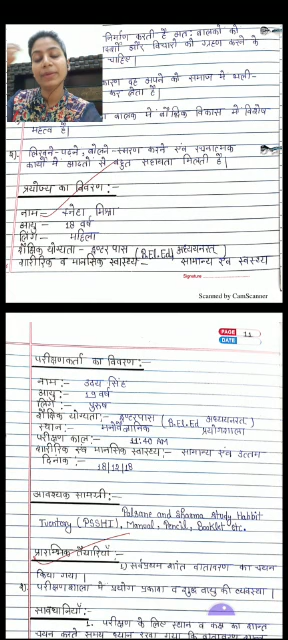 निर्माण करती हैं अतः बालकों को
और विचारों को ग्रहण करने के
चाहिए
कारण वह अपने को समाज में भली-
कर लेता है।
बालक में बौद्धिक विकास में विशेष
महत्व है।
लिखने-पढ़ने, बोलने-स्मरण करने एवं रचनात्मक
कार्यों में आदतों से बहुत सहायता मिलती है।
प्रयोज्य का विवरण :-
नाम = स्नेहा मिश्रा
आयु - 18 वर्ष
लिंग - महिला
शैक्षिक योग्यता - इण्टर पास (B.El.Ed) अध्ययनरत्
शारीरिक व मानसिक स्वास्थ्य - सामान्य एवं स्वस्थ्य
Signature
Scanned by CamScanner
PAGE 11
DATE
परीक्षणकर्ता का विवरण :-
नाम :- उदय सिंह
आयु :- 19 वर्ष
लिंग :- पुरुष
शैक्षिक योग्यता :- इण्टरपास (B.El.Ed अध्ययनरत्)
स्थान :- मनोवैज्ञानिक प्रयोगशाला
परीक्षण काल :- 11:40 AM
शारीरिक एवं मानसिक स्वास्थ्य :- सामान्य एवं उत्तम
दिनांक :- 18/12/18
आवश्यक सामग्री :-
Palsane and Sharma Study Habbit
Inventory (PSSHI), Manual, Pencil, Booklet etc.
प्रारम्भिक तैयारियाँ :-
1) सर्वप्रथम शांत वातावरण का चयन
किया गया।
2). परीक्षणशाला में प्रयोग प्रकाश व शुद्ध वायु की व्यवस्था।
सावधानियाँ :-
1. परीक्षण के लिए स्थान व कक्ष का शान्त
चयन करते समय ध्यान रखा गया कि वातावरण शान्त